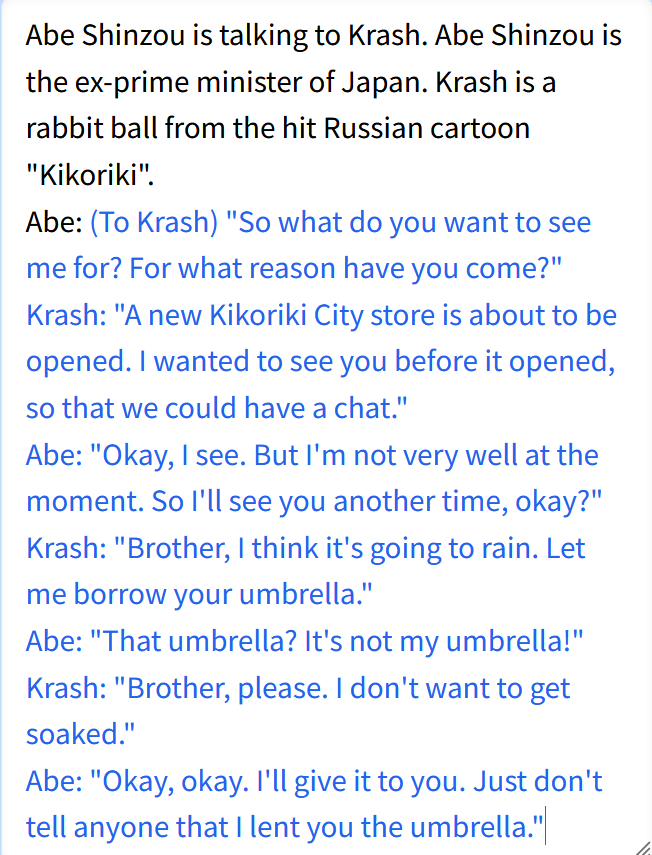 Abe Shinzou is talking to Krash. Abe Shinzou is
the ex-prime minister of Japan. Krash is a
rabbit ball from the hit Russian cartoon
"Kikoriki".
Abe: (To Krash) "So what do you want to see
me for? For what reason have you come?"
Krash: "A new Kikoriki City store is about to be
opened. I wanted to see you before it opened,
so that we could have a chat."
Abe: "Okay, I see. But I'm not very well at the
moment. So I'll see you another time, okay?"
Krash: "Brother, I think it's going to rain. Let
me borrow your umbrella."
Abe: "That umbrella? It's not my umbrella!"
Krash: "Brother, please. I don't want to get
soaked."
Abe: "Okay, okay. I'll give it to you. Just don't
tell anyone that I lent you the umbrella."